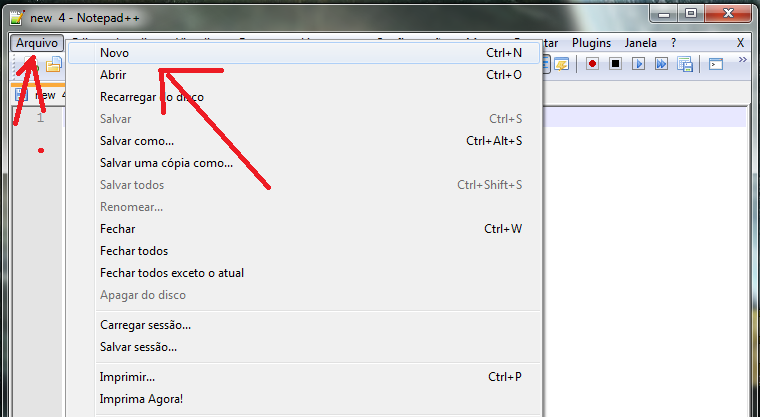 new 4 - Notepad++
Arquivo
Plugins Janela ? X
Novo Ctrl+N
Abrir Ctrl+O
Recarregar do disco
new 4
1
Salvar Ctrl+S
Salvar como... Ctrl+Alt+S
Salvar uma cópia como...
Salvar todos Ctrl+Shift+S
Renomear...
Fechar Ctrl+W
Fechar todos
Fechar todos exceto o atual
Apagar do disco
Carregar sessão...
Salvar sessão...
Imprimir... Ctrl+P
Imprima Agora!